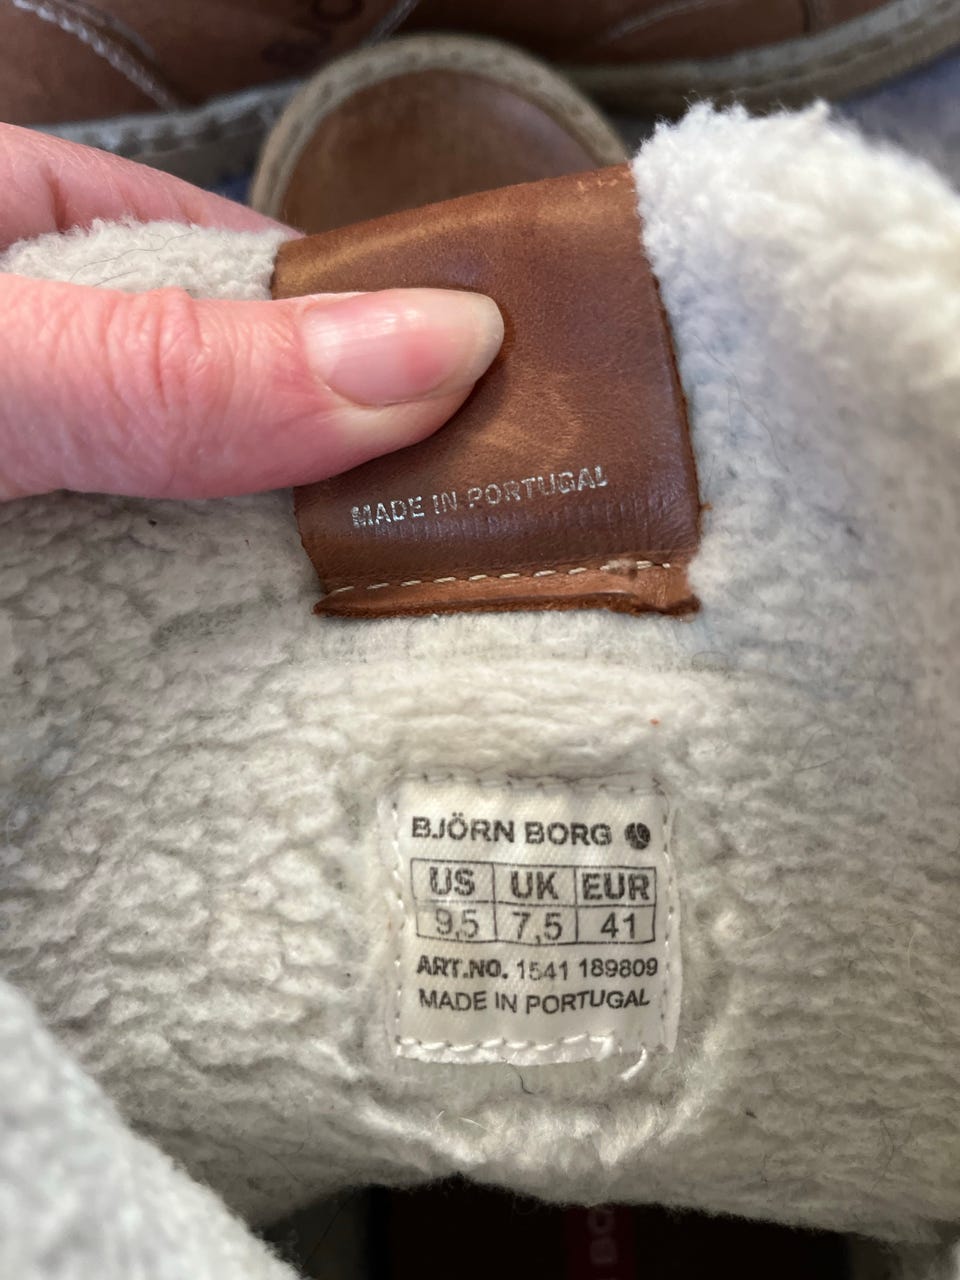 MADE IN PORTUGAL
BJÖRN BORG
US UK EUR
9,5 7,5 41
ART.NO. 1541 189809
MADE IN PORTUGAL